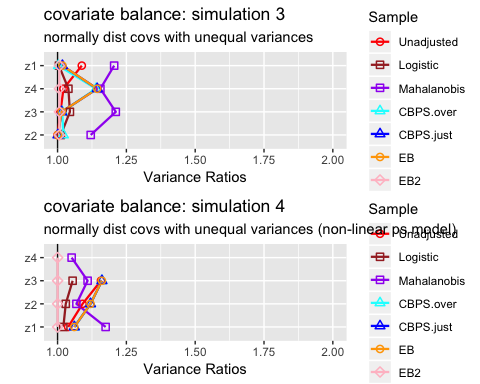 covariate balance: simulation 3
normally dist covs with unequal variances
z1
z4
z3
z2
1.00 1.25 1.50 1.75 2.00
Variance Ratios
Sample
Unadjusted
Logistic
Mahalanobis
CBPS.over
CBPS.just
EB
EB2
covariate balance: simulation 4
normally dist covs with unequal variances (non-linear ps model)
z4
z3
z2
z1
1.00 1.25 1.50 1.75 2.00
Variance Ratios
Sample
Unadjusted
Logistic
Mahalanobis
CBPS.over
CBPS.just
EB
EB2